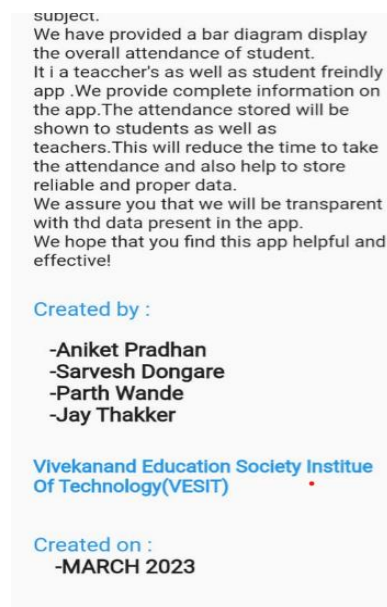 subject.
We have provided a bar diagram display
the overall attendance of student.
It i a teaccher's as well as student freindly
app .We provide complete information on
the app.The attendance stored will be
shown to students as well as
teachers.This will reduce the time to take
the attendance and also help to store
reliable and proper data.
We assure you that we will be transparent
with thd data present in the app.
We hope that you find this app helpful and
effective!
Created by :
-Aniket Pradhan
-Sarvesh Dongare
-Parth Wande
-Jay Thakker
Vivekanand Education Society Institue
Of Technology(VESIT)
Created on :
-MARCH 2023